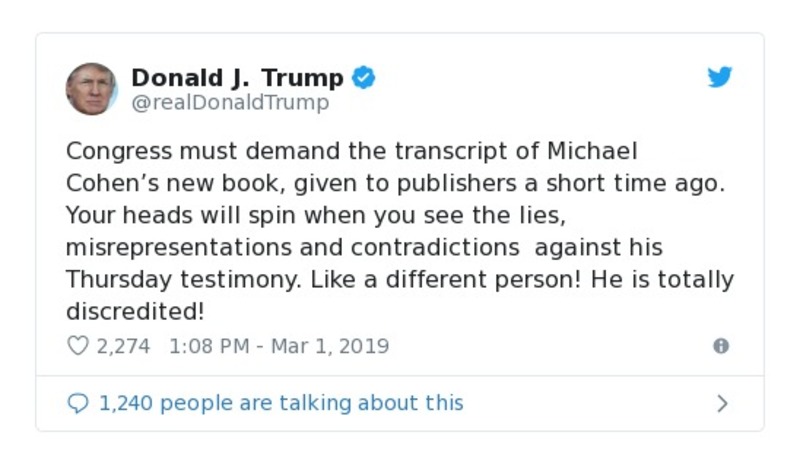 Donald J. Trump
@realDonaldTrump
Congress must demand the transcript of Michael
Cohen’s new book, given to publishers a short time ago.
Your heads will spin when you see the lies,
misrepresentations and contradictions  against his
Thursday testimony. Like a different person! He is totally
discredited!
2,274 1:08 PM - Mar 1, 2019
1,240 people are talking about this